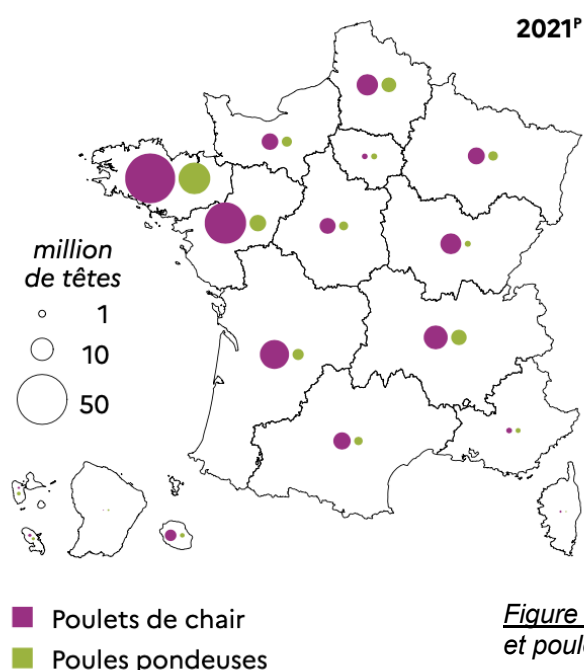 2021ᴾ
million
de têtes
1
10
50
Poulets de chair
Poules pondeuses
Figure
et poul